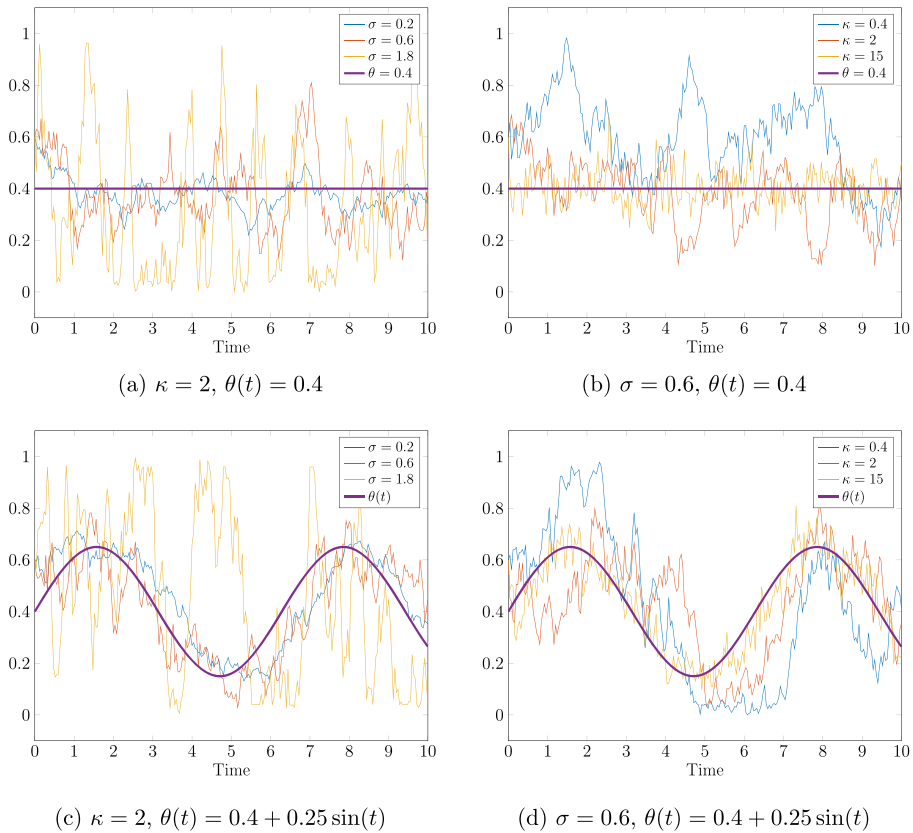 1
0.8
0.6
0.4
0.2
0
0 1 2 3 4 5 6 7 8 9 10
Time
σ = 0.2
σ = 0.6
σ = 1.8
θ = 0.4
(a) κ = 2, θ(t) = 0.4
1
0.8
0.6
0.4
0.2
0
0 1 2 3 4 5 6 7 8 9 10
Time
κ = 0.4
κ = 2
κ = 15
θ = 0.4
(b) σ = 0.6, θ(t) = 0.4
1
0.8
0.6
0.4
0.2
0
0 1 2 3 4 5 6 7 8 9 10
Time
σ = 0.2
σ = 0.6
σ = 1.8
θ(t)
(c) κ = 2, θ(t) = 0.4 + 0.25 sin(t)
1
0.8
0.6
0.4
0.2
0
0 1 2 3 4 5 6 7 8 9 10
Time
κ = 0.4
κ = 2
κ = 15
θ(t)
(d) σ = 0.6, θ(t) = 0.4 + 0.25 sin(t)